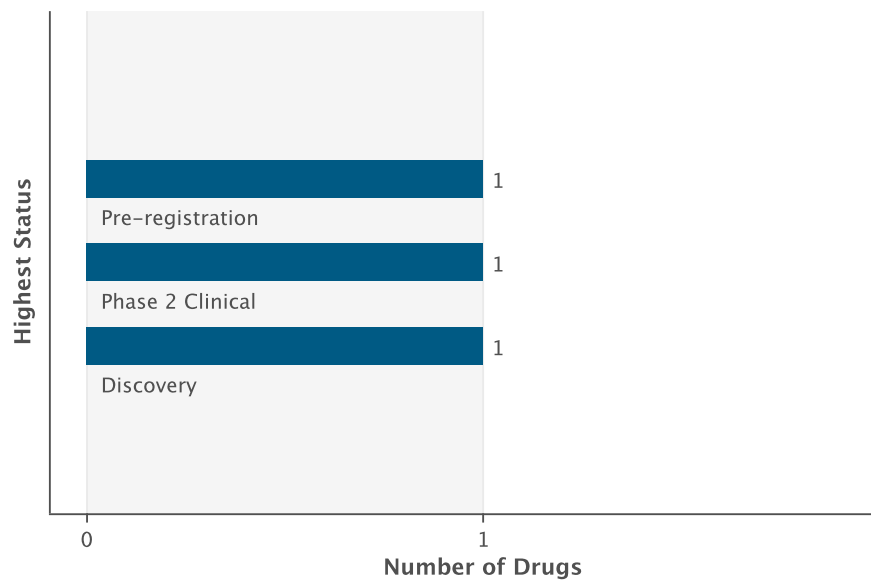 Highest Status
1
Pre-registration
1
Phase 2 Clinical
1
Discovery
0
1
Number of Drugs